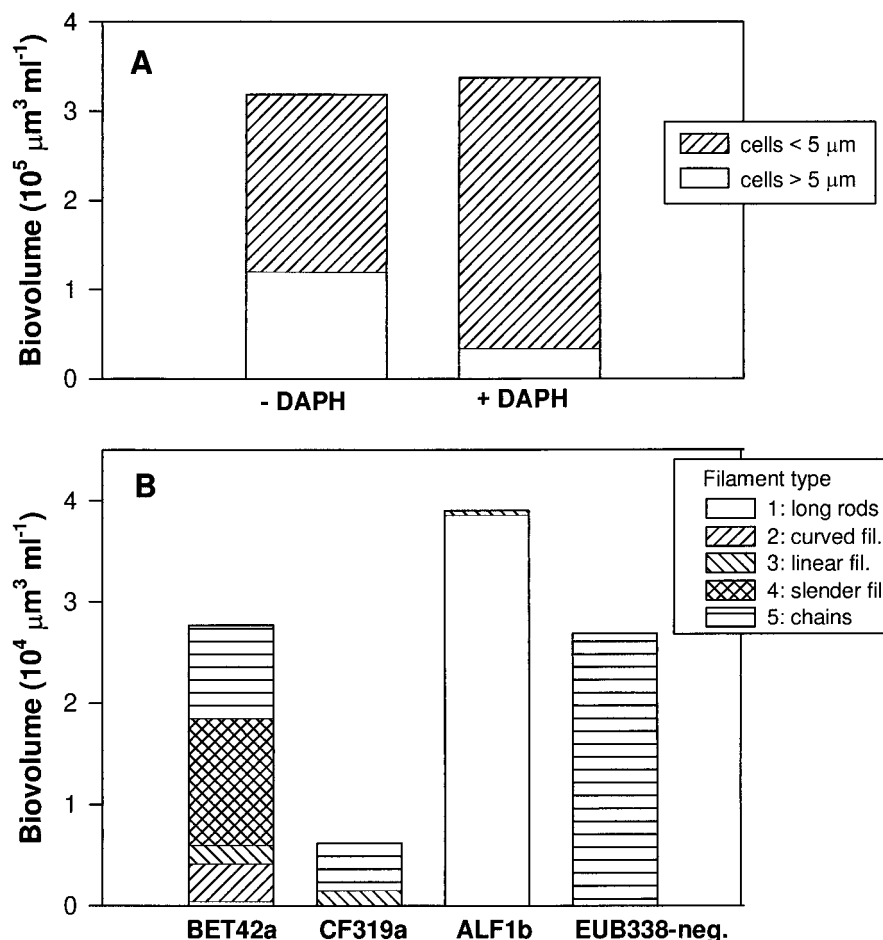 A
Biovolume (10⁵ µm³ ml⁻¹)
4
3
2
1
0
- DAPH
+ DAPH
cells < 5 µm
cells > 5 µm
B
Biovolume (10⁴ µm³ ml⁻¹)
4
3
2
1
0
BET42a
CF319a
ALF1b
EUB338-neg.
Filament type
1: long rods
2: curved fil.
3: linear fil.
4: slender fil
5: chains